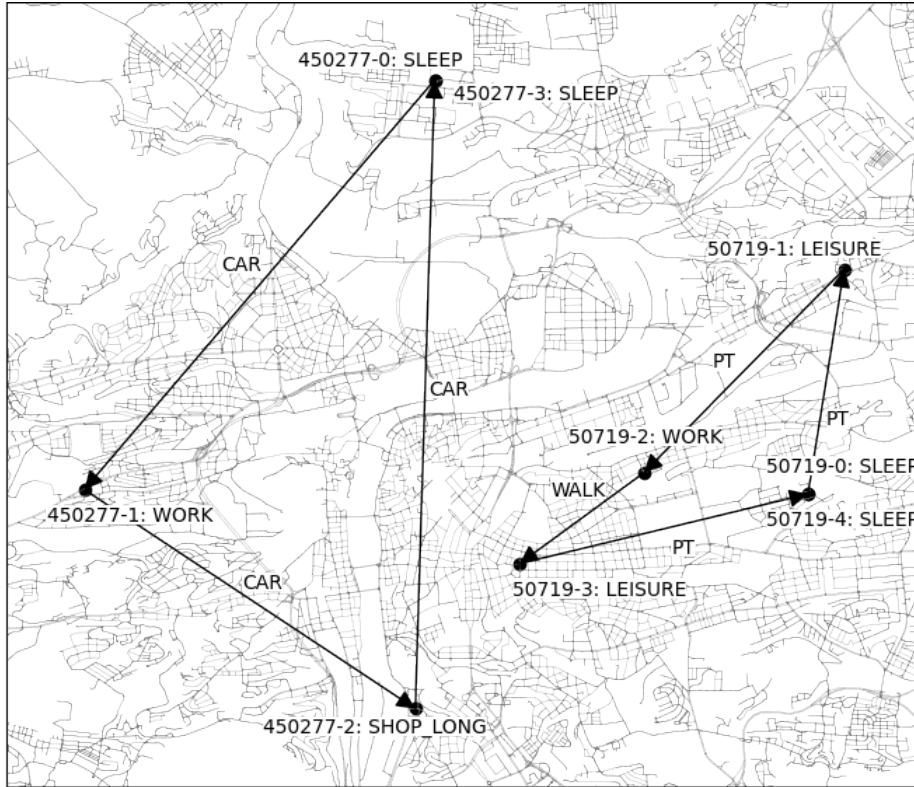 450277-0: SLEEP
450277-3: SLEEP
50719-1: LEISURE
CAR
PT
CAR
PT
50719-2: WORK
50719-0: SLEEP
WALK
450277-1: WORK
50719-4: SLEEP
PT
CAR
50719-3: LEISURE
450277-2: SHOP_LONG